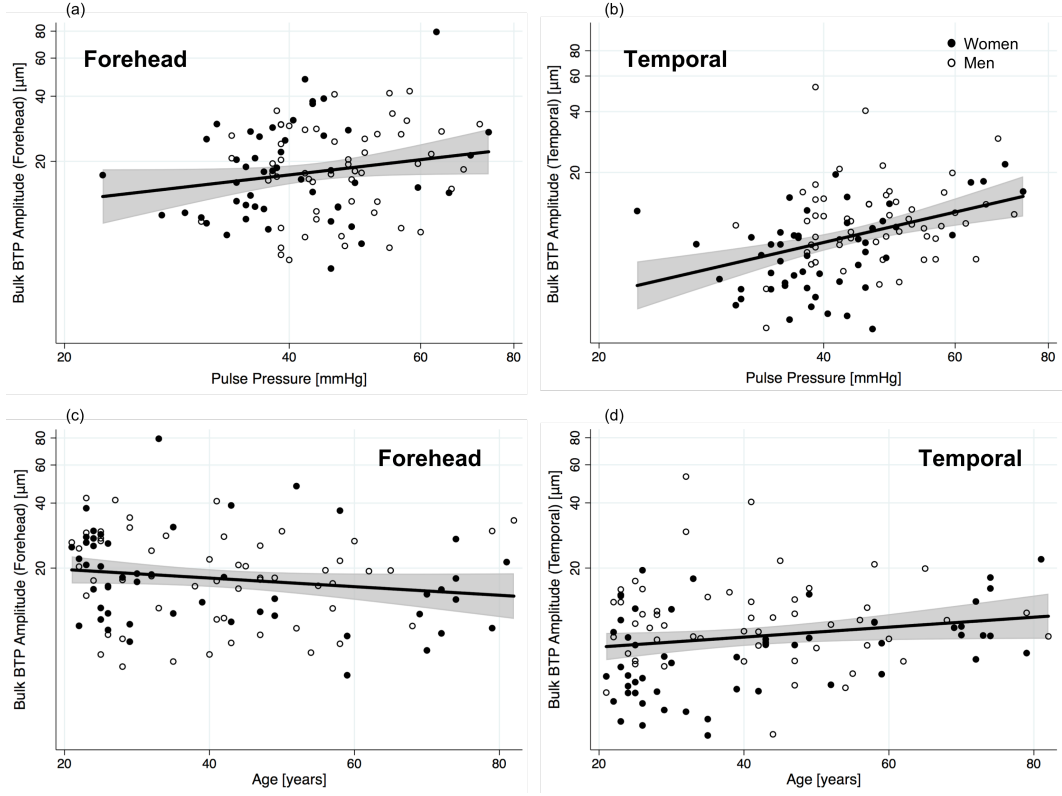 (a)
Forehead
Bulk BTP Amplitude (Forehead) [µm]
80
60
40
20
20
40
60
80
Pulse Pressure [mmHg]
(b)
Temporal
Women
Men
Bulk BTP Amplitude (Temporal) [µm]
80
60
40
20
20
40
60
80
Pulse Pressure [mmHg]
(c)
Forehead
Bulk BTP Amplitude (Forehead) [µm]
80
60
40
20
20
40
60
80
Age [years]
(d)
Temporal
Bulk BTP Amplitude (Temporal) [µm]
80
60
40
20
20
40
60
80
Age [years]